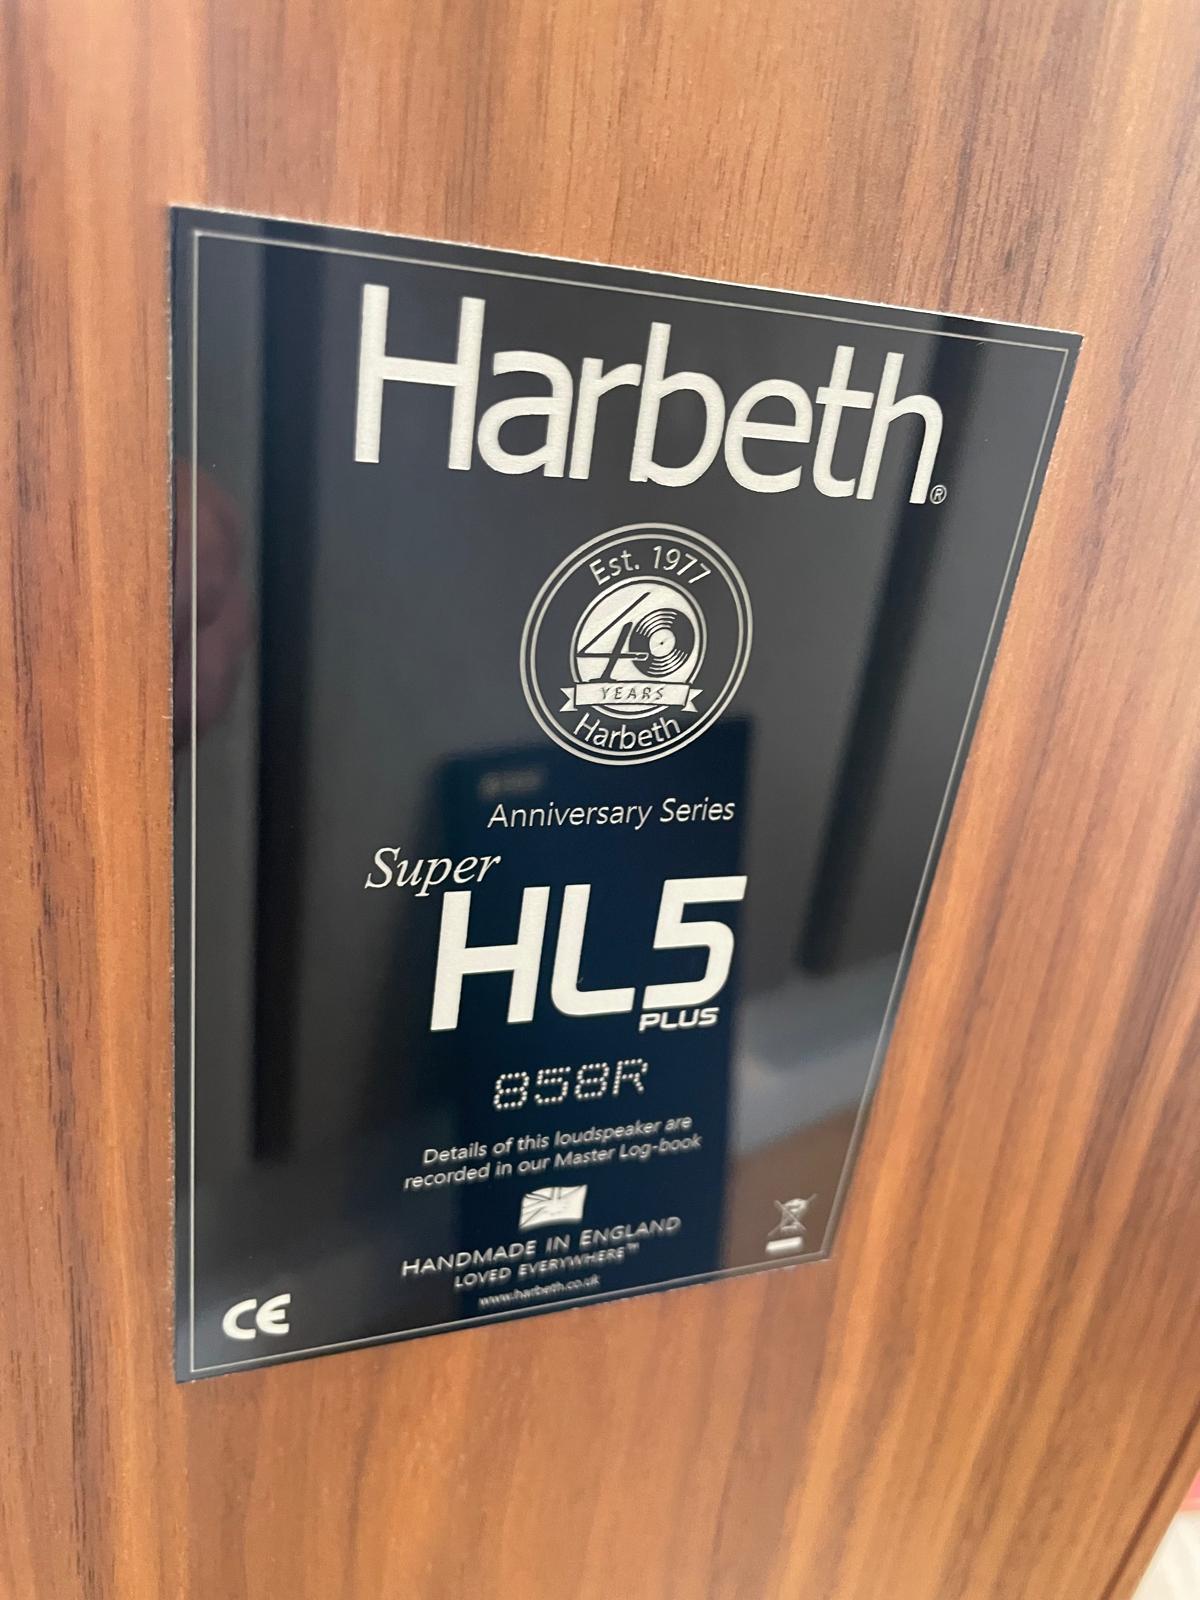 Harbeth®
Est. 1977
40
YEARS
Harbeth
Anniversary Series
Super
HL5
PLUS
858R
Details of this loudspeaker are
recorded in our Master Log-book
HANDMADE IN ENGLAND
LOVED EVERYWHERE™
www.harbeth.co.uk
CE